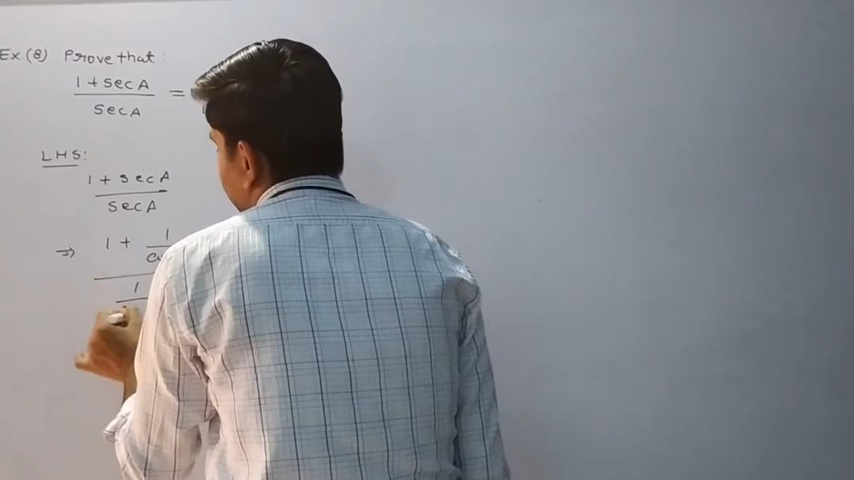 Ex (8) Prove that :
1 + sec A
sec A
=
LHS:
1 + sec A
sec A
⇒ 1 + 1
1